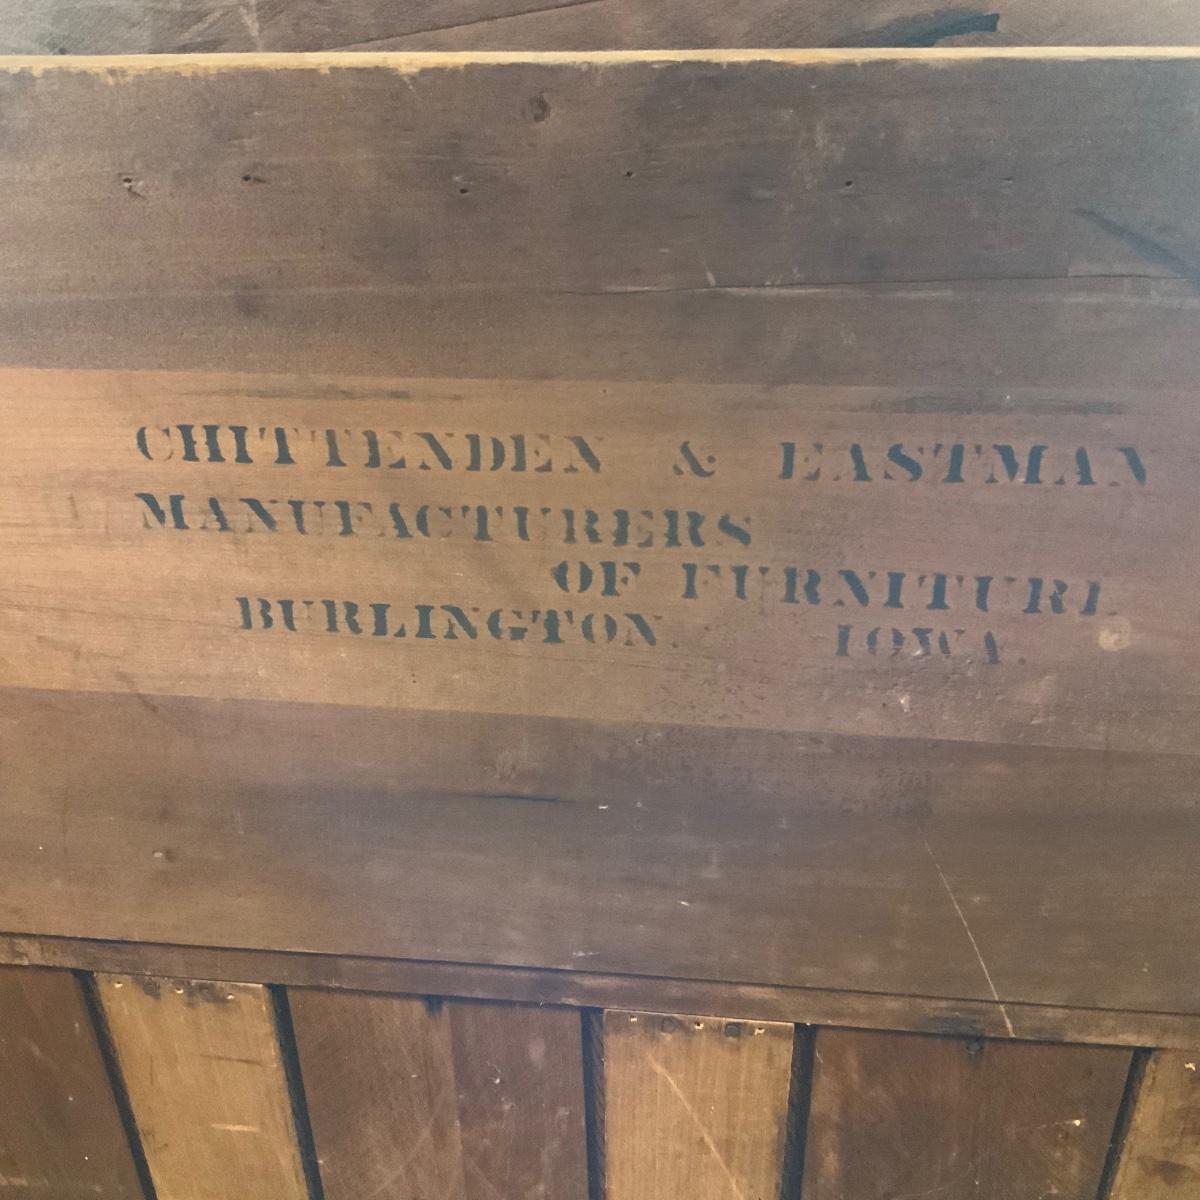 CHITTENDEN & EASTMAN
MANUFACTURERS
OF FURNITURE
BURLINGTON. IOWA.